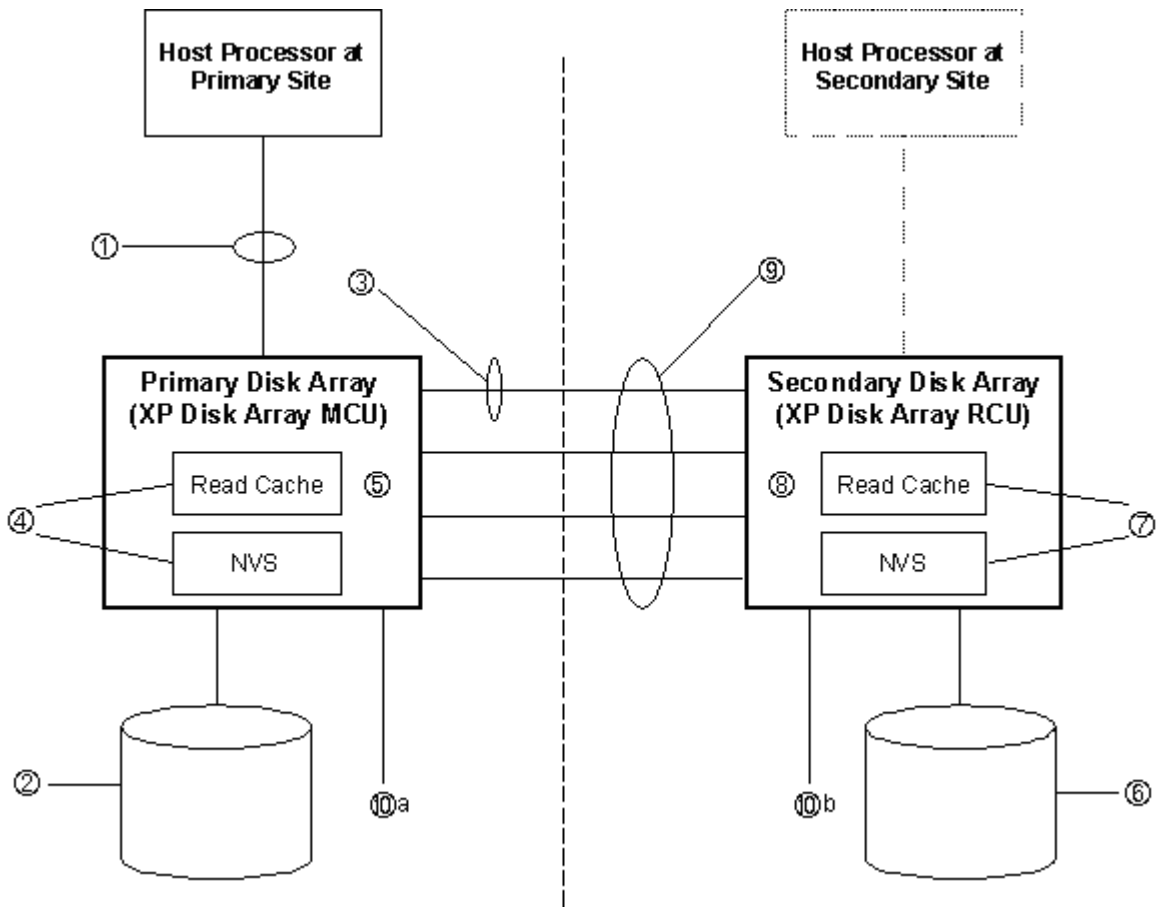 Host Processor at
Primary Site
Host Processor at
Secondary Site
①
③
⑨
Primary Disk Array
(XP Disk Array MCU)
Secondary Disk Array
(XP Disk Array RCU)
Read Cache
⑤
⑧
Read Cache
④
⑦
NVS
NVS
②
⑩a
⑩b
⑥